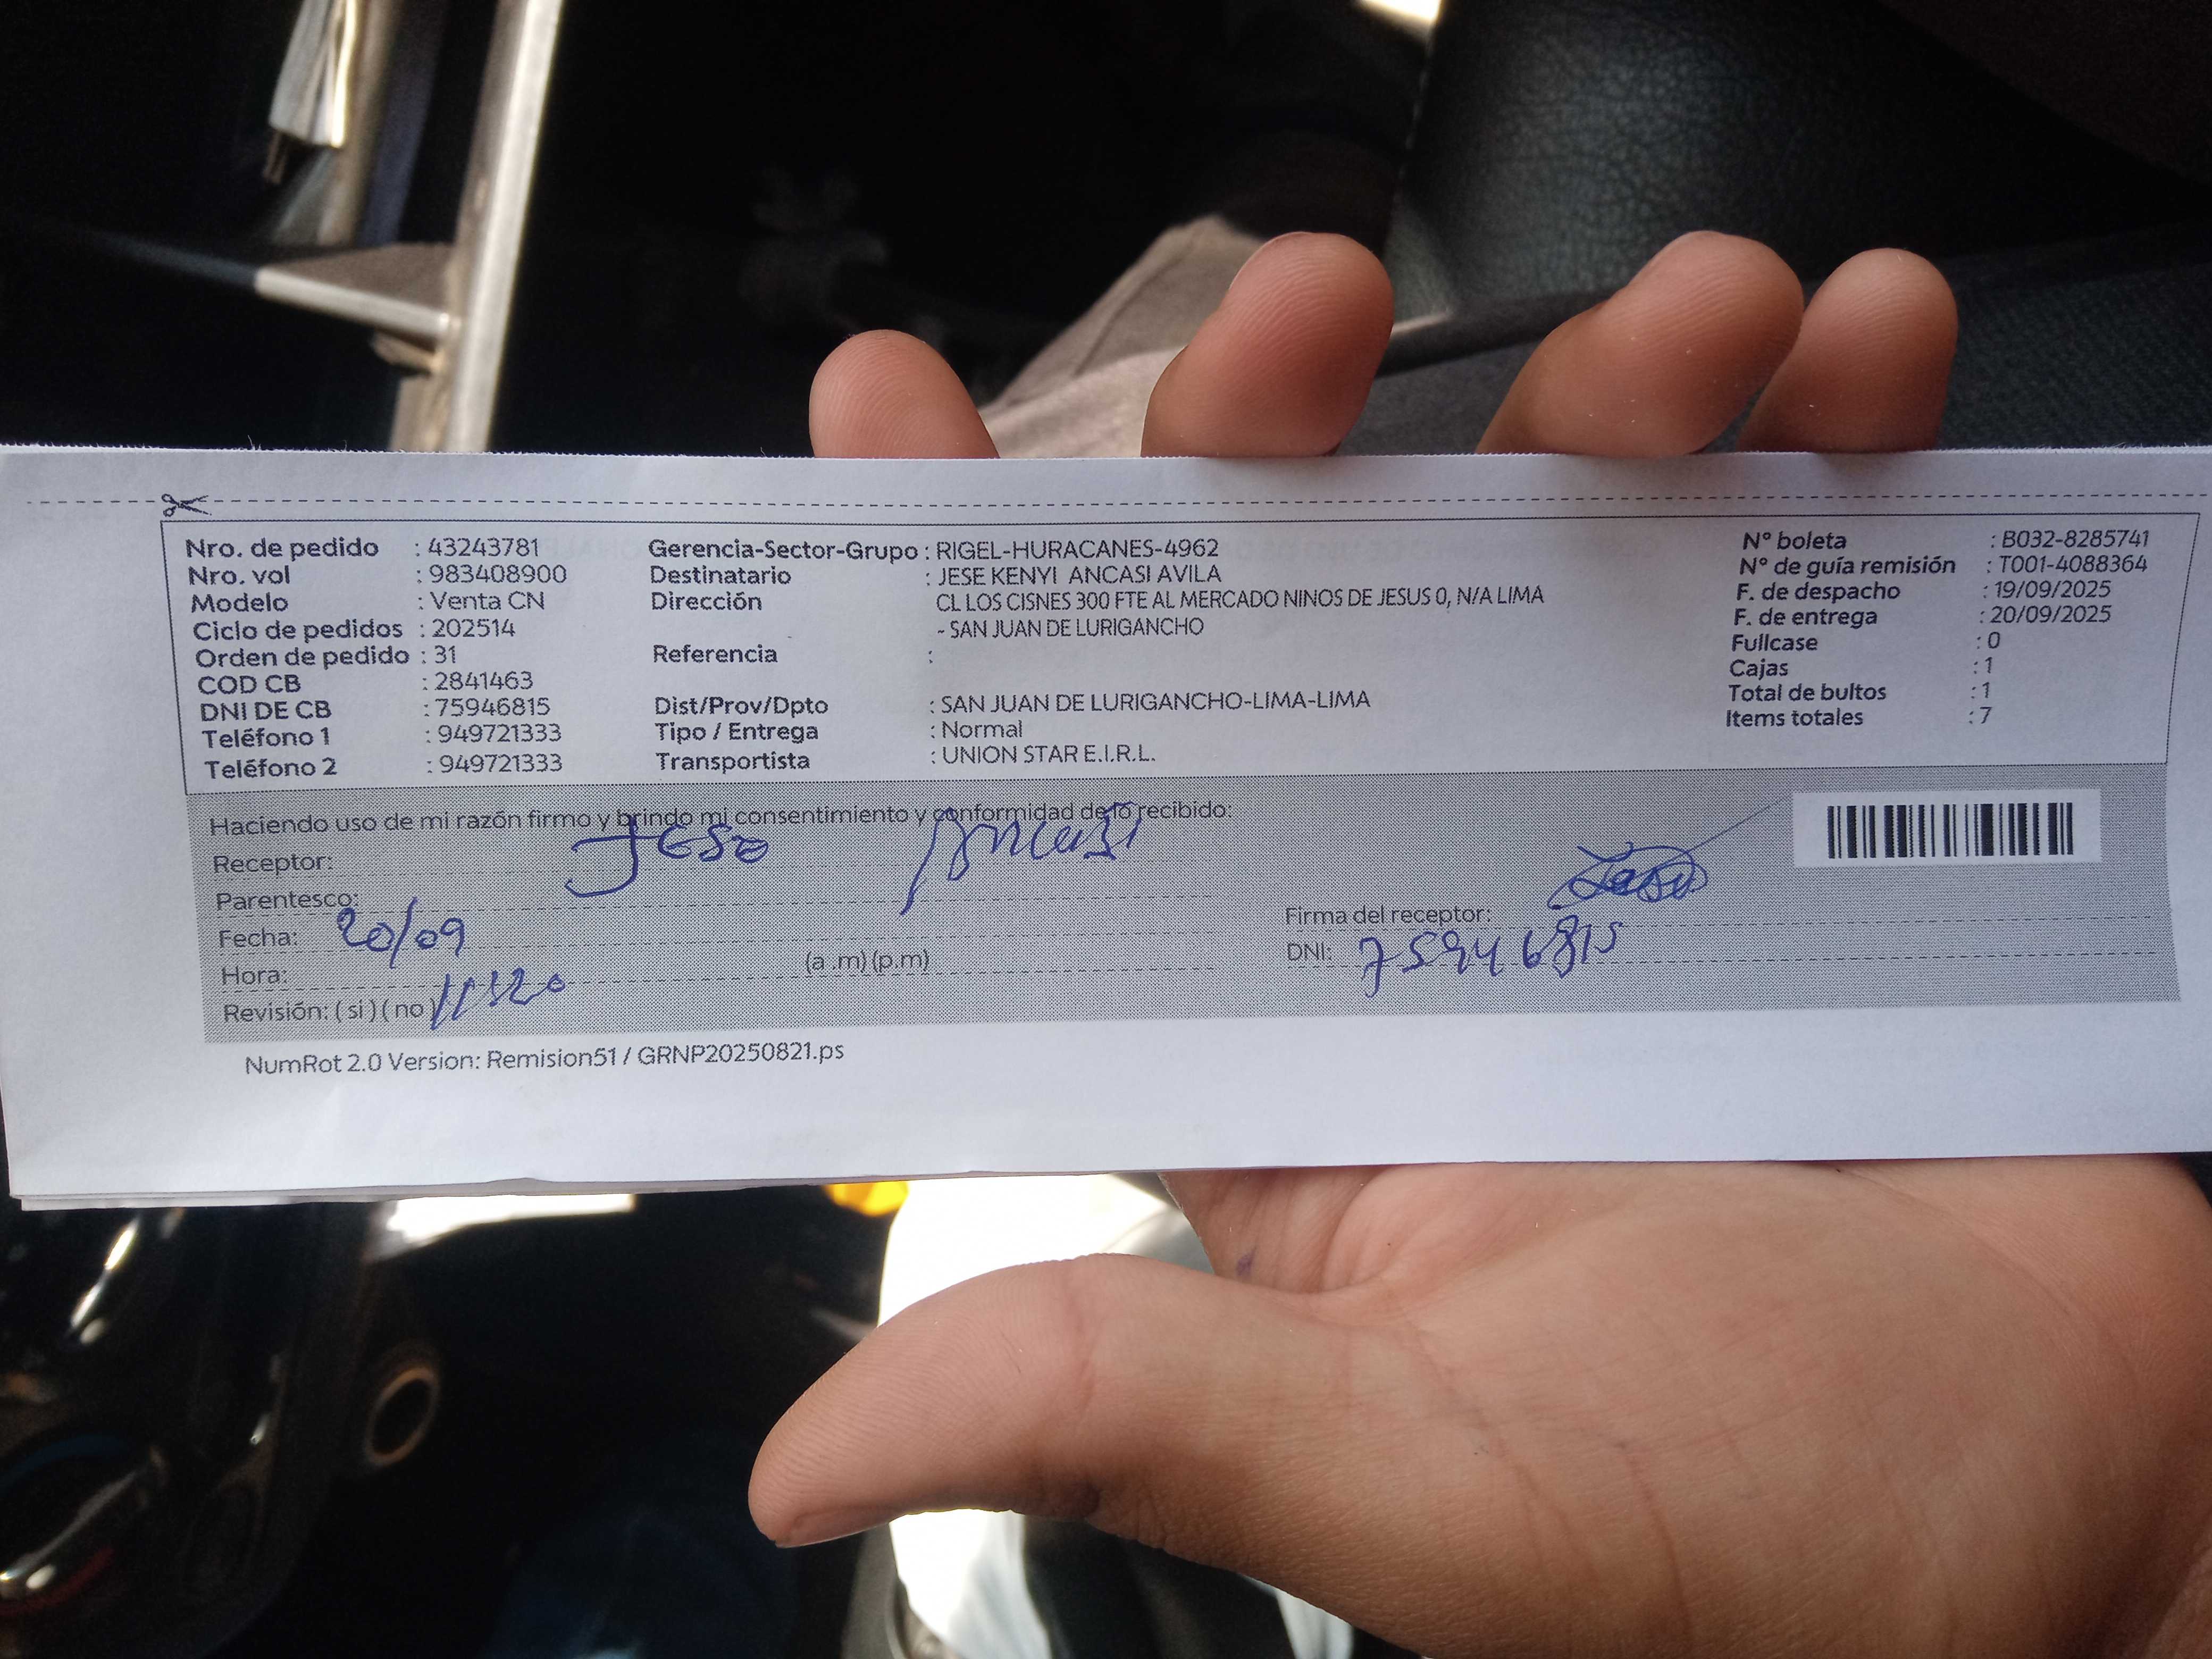 Nro. de pedido : 43243781
Nro. vol : 983408900
Modelo : Venta CN
Ciclo de pedidos : 202514
Orden de pedido : 31
COD CB : 2841463
DNI DE CB : 75946815
Teléfono 1 : 949721333
Teléfono 2 : 949721333
Gerencia-Sector-Grupo : RIGEL-HURACANES-4962
Destinatario : JESE KENYI ANCASI AVILA
Dirección CL LOS CISNES 300 FTE AL MERCADO NINOS DE JESUS 0, N/A LIMA
- SAN JUAN DE LURIGANCHO
Referencia :
Dist/Prov/Dpto : SAN JUAN DE LURIGANCHO-LIMA-LIMA
Tipo / Entrega : Normal
Transportista : UNION STAR E.I.R.L.
N° boleta : B032-8285741
N° de guía remisión : T001-4088364
F. de despacho : 19/09/2025
F. de entrega : 20/09/2025
Fullcase : 0
Cajas : 1
Total de bultos : 1
Items totales : 7
Haciendo uso de mi razón firmo y brindo mi consentimiento y conformidad de lo recibido:
Receptor: Jese Ancasi
Parentesco:
Fecha: 20/09
Hora: (a .m) (p.m)
Revisión: ( si ) ( no ) 11:20
Firma del receptor:
DNI: 75946815
NumRot 2.0 Version: Remision51 / GRNP20250821.ps